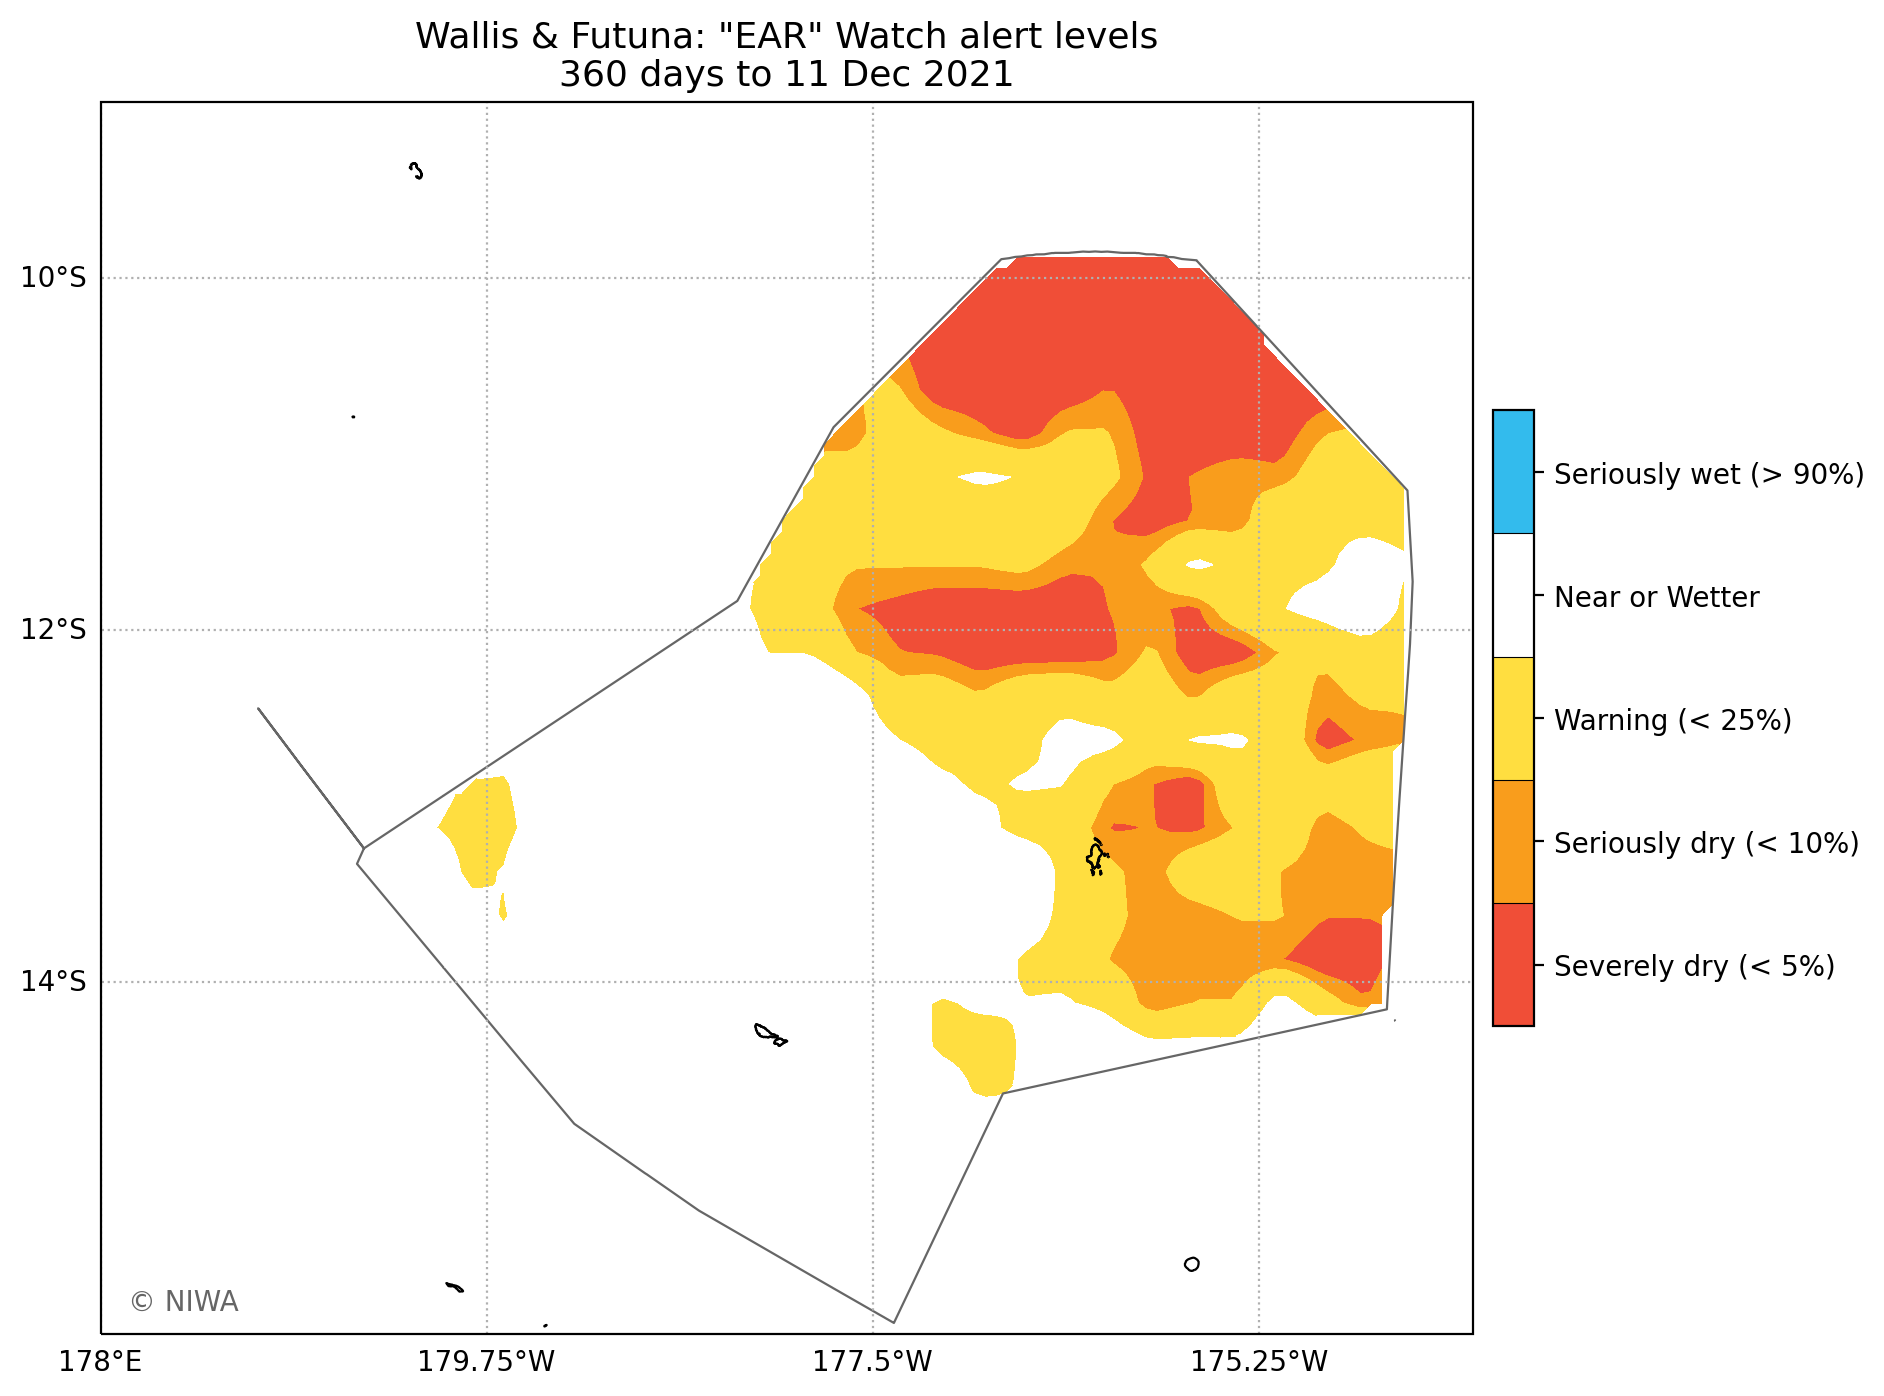 Wallis & Futuna: "EAR" Watch alert levels
360 days to 11 Dec 2021
10°S
12°S
14°S
178°E
179.75°W
177.5°W
175.25°W
© NIWA
Seriously wet (> 90%)
Near or Wetter
Warning (< 25%)
Seriously dry (< 10%)
Severely dry (< 5%)